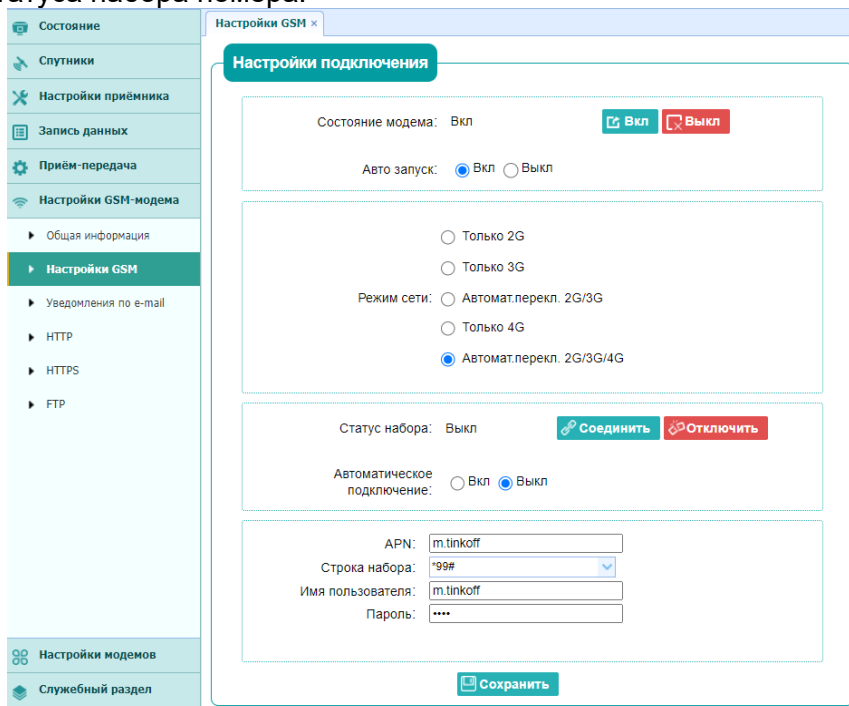 татуса набора номера.
Состояние
Спутники
Настройки приёмника
Запись данных
Приём-передача
Настройки GSM-модема
Общая информация
Настройки GSM
Уведомления по e-mail
HTTP
HTTPS
FTP
Настройки модемов
Служебный раздел
Настройки GSM ×
Настройки подключения
Состояние модема: Вкл Вкл Выкл
Авто запуск: Вкл Выкл
Только 2G
Только 3G
Режим сети: Автомат.перекл. 2G/3G
Только 4G
Автомат.перекл. 2G/3G/4G
Статус набора: Выкл Соединить Отключить
Автоматическое
подключение: Вкл Выкл
APN: m.tinkoff
Строка набора: *99#
Имя пользователя: m.tinkoff
Пароль: ••••
Сохранить